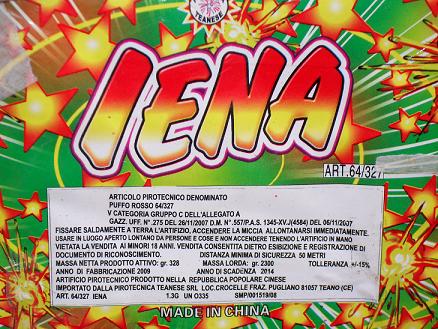 TEANESE
IENA
ART. 64/327
ARTICOLO PIROTECNICO DENOMINATO
PUFFO ROSSO 64/327
V CATEGORIA GRUPPO C DELL'ALLEGATO A
GAZZ. UFF. N°.275 DEL 26/11/2007 D.M. N°.557/P.A.S. 1345-XV.J(4584) DEL 06/11/2007
FISSARE SALDAMENTE A TERRA L'ARTIFIZIO, ACCENDERE LA MICCIA ALLONTANARSI IMMEDIATAMENTE.
USARE IN LUOGO APERTO LONTANO DA PERSONE E COSE E NON ACCENDERE TENENDO L'ARTIFICIO IN MANO.
VIETATA LA VENDITA AI MINORI 18 ANNI. VENDITA CONSENTITA DIETRO ESIBIZIONE E REGISTRAZIONE DI
DOCUMENTO DI RICONOSCIMENTO. DISTANZA MINIMA DI SICUREZZA 50 METRI
MASSA NETTA PRODOTTO ATTIVO: gr. 328 MASSA LORDA: gr. 2300 TOLLERANZA +/-15%
ANNO DI FABBRICAZIONE 2009 ANNO DI SCADENZA 2014
ARTIFICIO PIROTECNICO PRODOTTO NELLA REPUBBLICA POPOLARE CINESE
IMPORTATO DALLA PIROTECNICA TEANESE SRL LOC.CROCELLE FRAZ. PUGLIANO 81057 TEANO (CE)
ART. 64/327 IENA 1.3G UN O335 SMP/001519/08
MADE IN CHINA